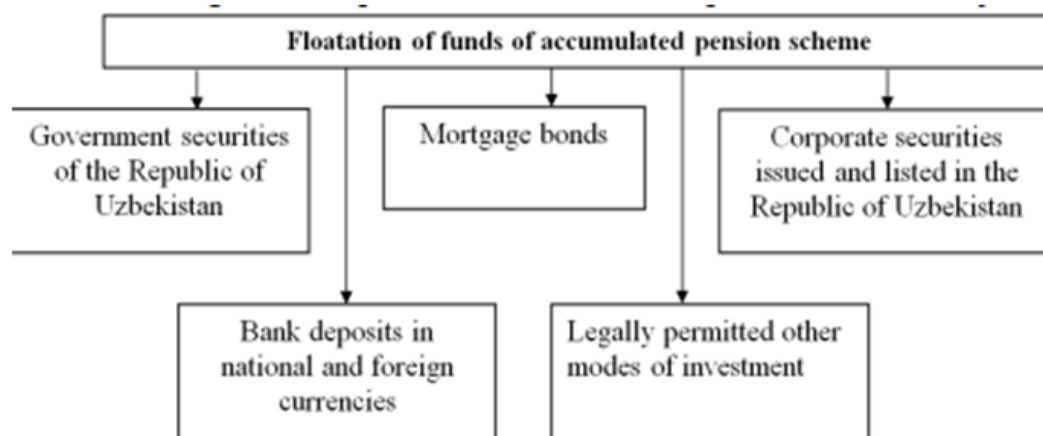 Floatation of funds of accumulated pension scheme
Government securities
of the Republic of
Uzbekistan
Mortgage bonds
Corporate securities
issued and listed in the
Republic of Uzbekistan
Bank deposits in
national and foreign
currencies
Legally permitted other
modes of investment